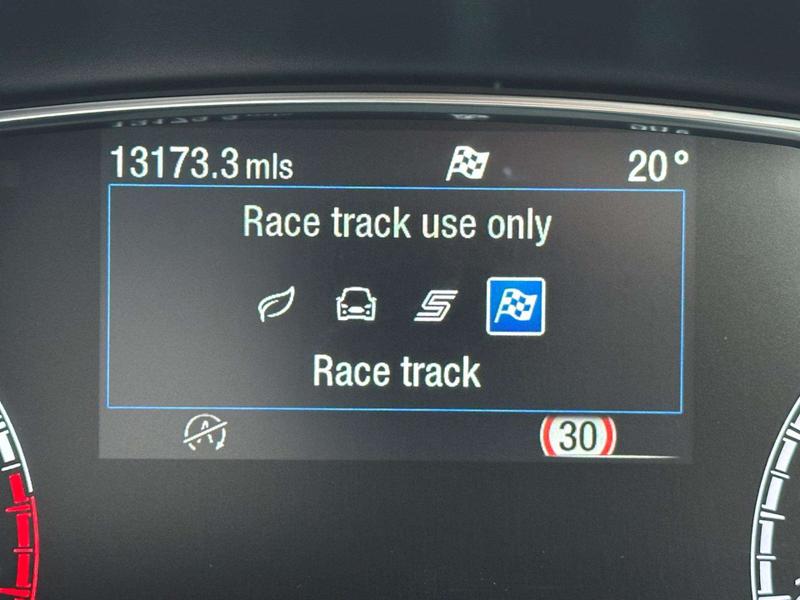 13173.3 mls
20°
Race track use only
S
Race track
A
30